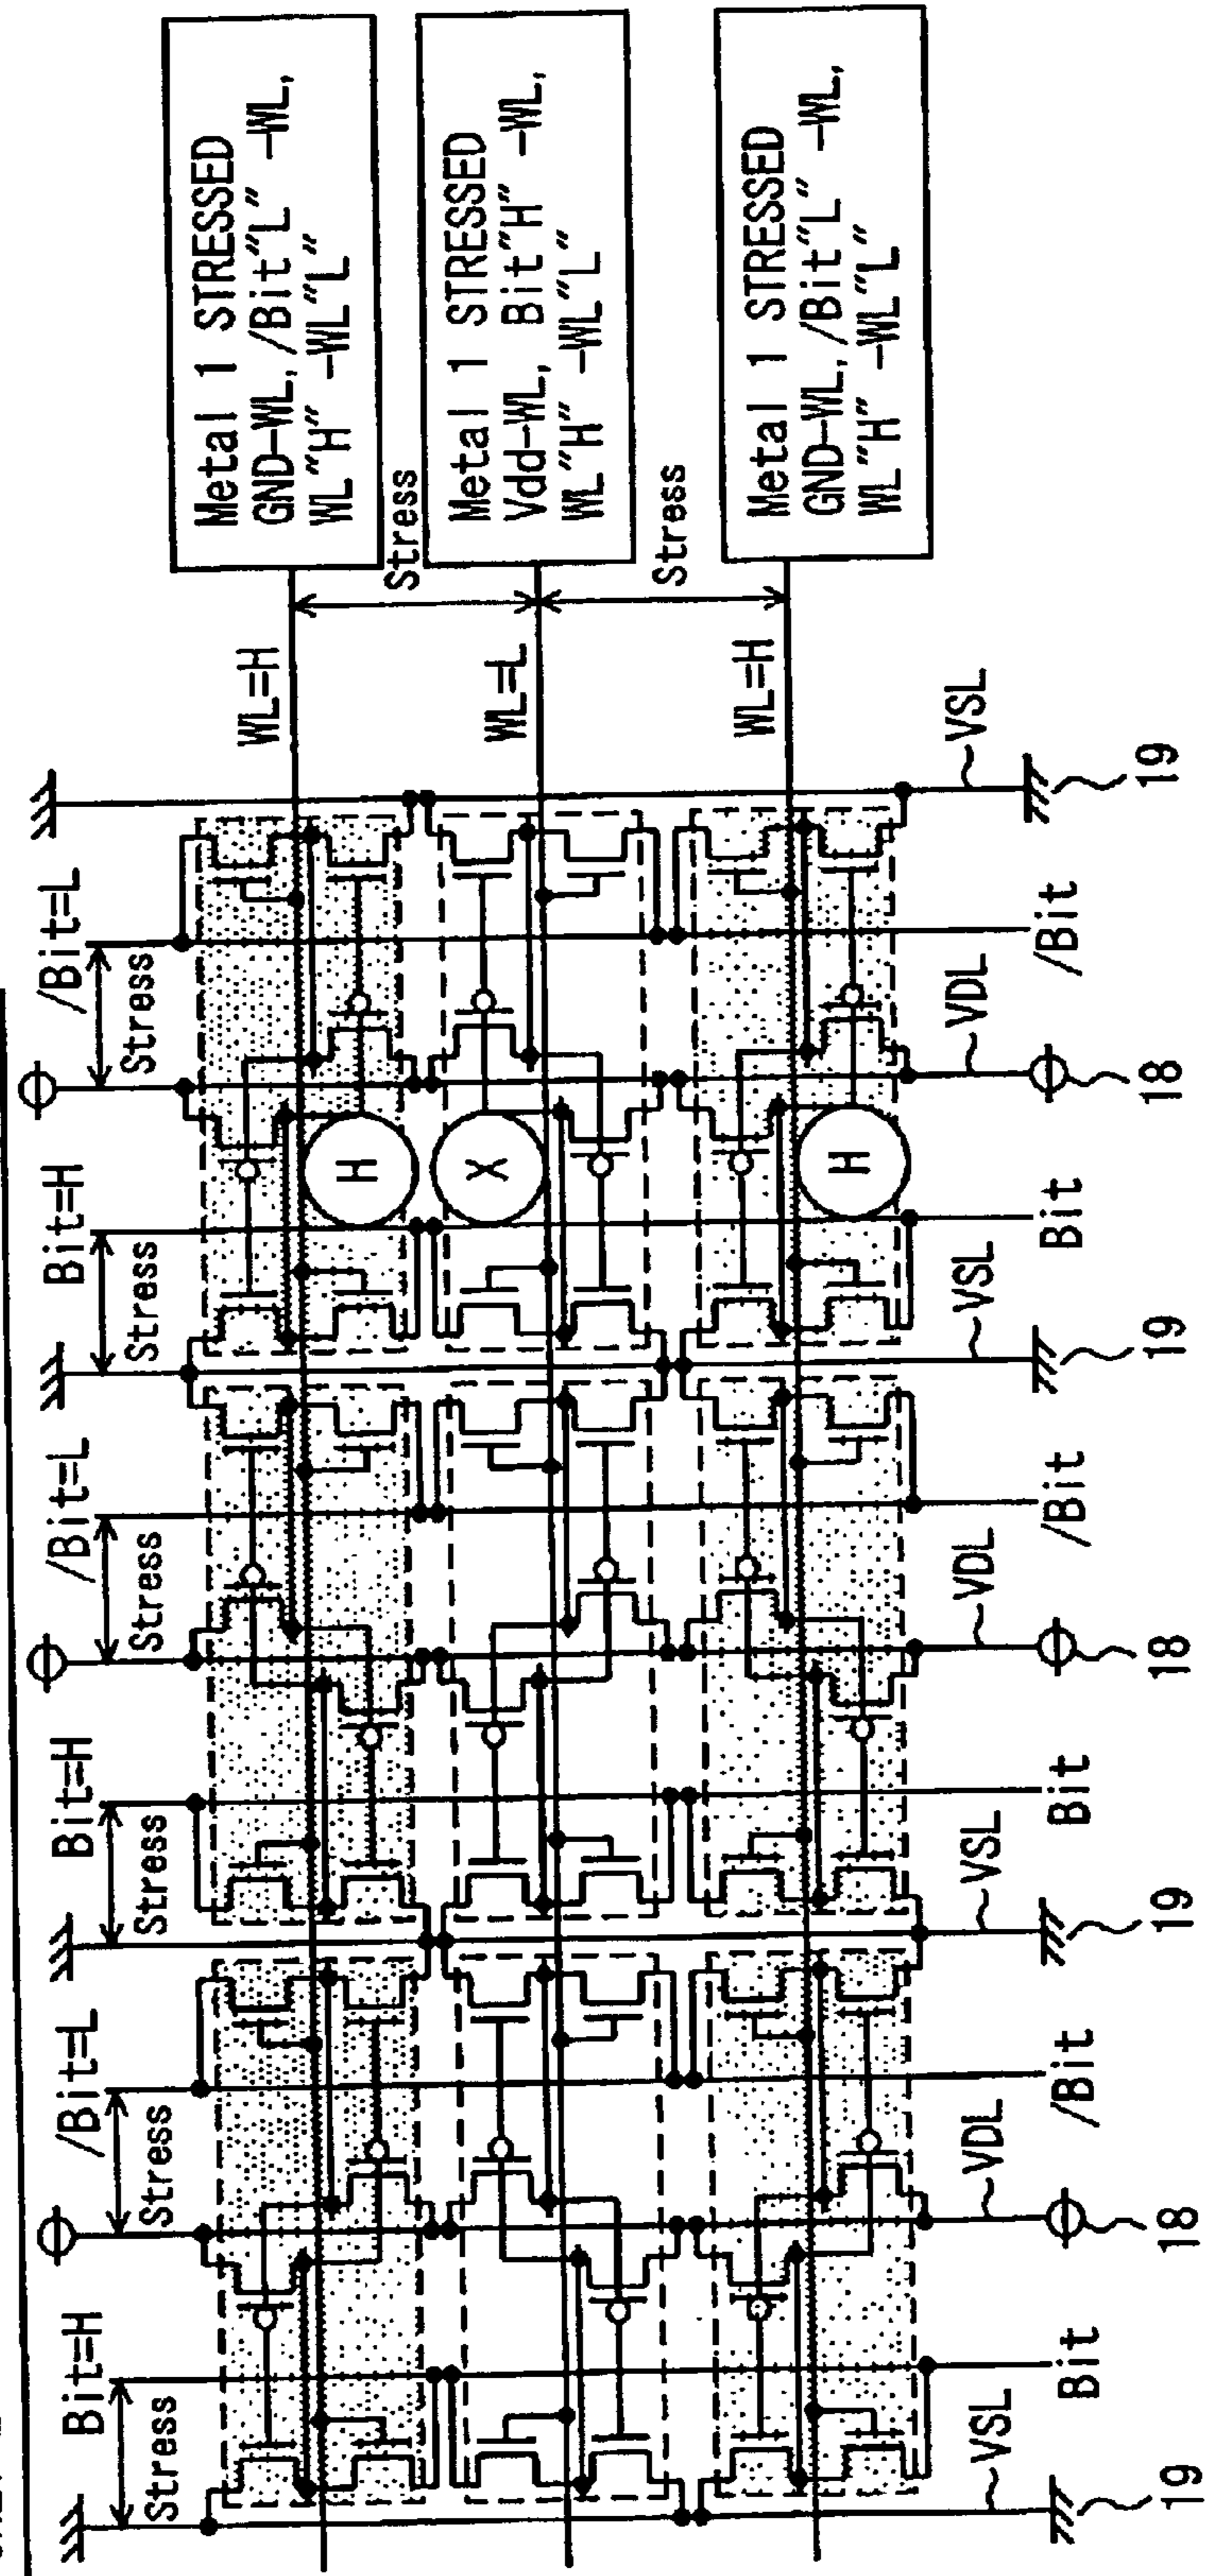 Bit=H
/Bit=L
Bit=H
/Bit=L
Bit=H
/Bit=L
Stress
Stress
Stress
Stress
Stress
Stress
WL=H
Metal 1 STRESSED
GND-WL, /Bit"L" -WL,
WL"H" -WL"L"
H
Stress
WL=L
Metal 1 STRESSED
Vdd-WL, Bit"H" -WL,
WL"H" -WL"L"
X
Stress
WL=H
Metal 1 STRESSED
GND-WL, /Bit"L" -WL,
WL"H" -WL"L"
H
VSL
Bit
VDL
/Bit
VSL
Bit
VDL
/Bit
VSL
Bit
VDL
/Bit
VSL
19
18
19
18
19
18
19